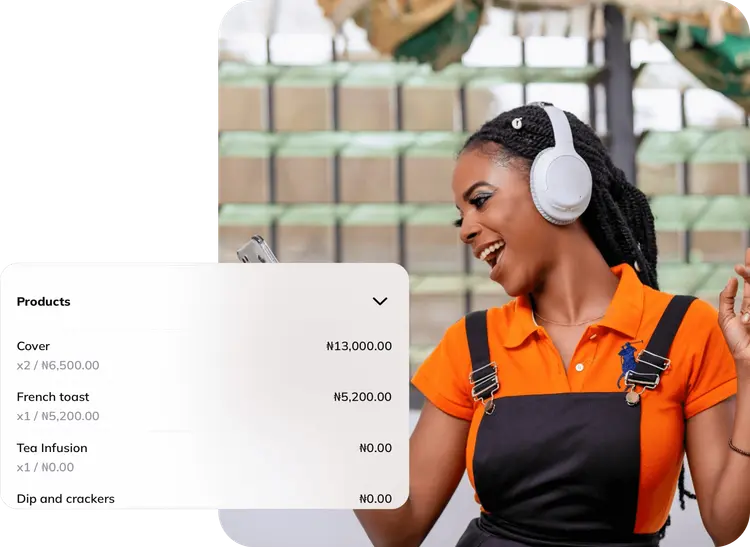 Products
Cover ₦13,000.00
x2 / ₦6,500.00
French toast ₦5,200.00
x1 / ₦5,200.00
Tea Infusion ₦0.00
x1 / ₦0.00
Dip and crackers ₦0.00